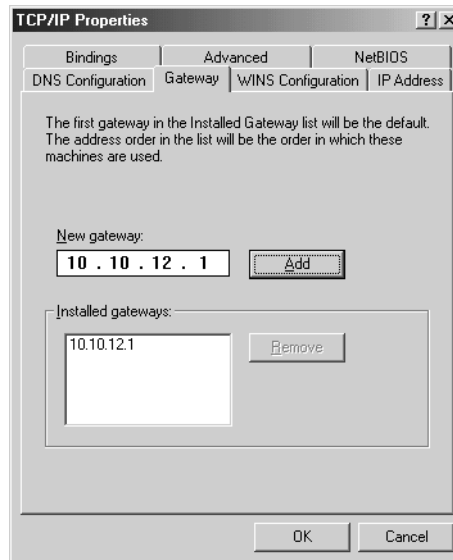 TCP/IP Properties
Bindings
Advanced
NetBIOS
DNS Configuration
Gateway
WINS Configuration
IP Address
The first gateway in the Installed Gateway list will be the default.
The address order in the list will be the order in which these
machines are used.
New gateway:
10 . 10 . 12 . 1
Add
Installed gateways:
10.10.12.1
Remove
OK
Cancel